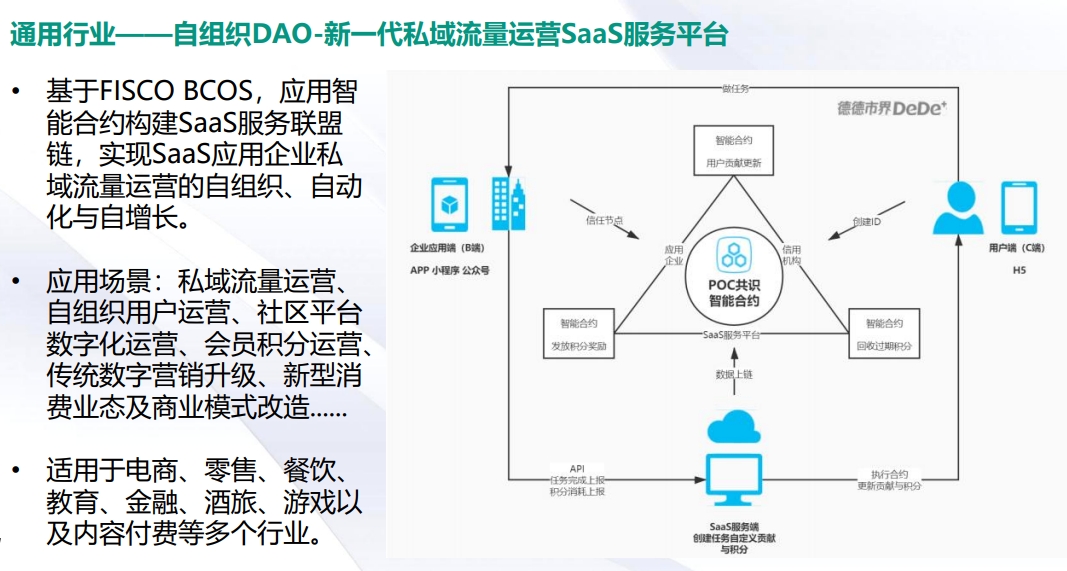 通用行业——自组织DAO-新一代私域流量运营SaaS服务平台
• 基于FISCO BCOS，应用智
能合约构建SaaS服务联盟
链，实现SaaS应用企业私
域流量运营的自组织、自动
化与自增长。
• 应用场景：私域流量运营、
自组织用户运营、社区平台
数字化运营、会员积分运营、
传统数字营销升级、新型消
费业态及商业模式改造......
• 适用于电商、零售、餐饮、
教育、金融、酒旅、游戏以
及内容付费等多个行业。
做任务
德德市界DeDe+
智能合约
用户贡献更新
信任节点
创建ID
企业应用端（B端）
APP 小程序 公众号
用户端（C端）
H5
应用
企业
信用
机构
POC共识
智能合约
智能合约
发放积分奖励
SaaS服务平台
智能合约
回收过期积分
数据上链
API
任务完成上报
积分消耗上报
执行合约
更新贡献与积分
SaaS服务端
创建任务自定义贡献
与积分